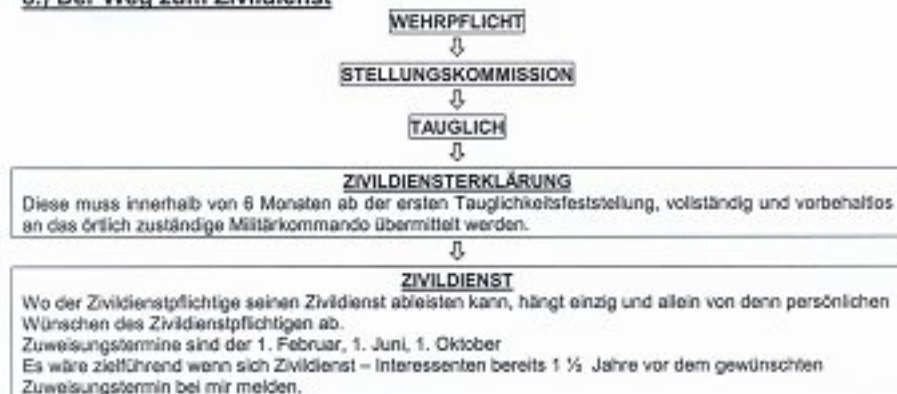 Der Weg zum Zivildienst
WEHRPFLICHT
STELLUNGSKOMMISSION
TAUGLICH
ZIVILDIENSTERKLÄRUNG
Diese muss innerhalb von 6 Monaten ab der ersten Tauglichkeitsfeststellung, vollständig und vorbehaltlos
an das örtlich zuständige Militärkommando übermittelt werden.
ZIVILDIENST
Wo der Zivildienstpflichtige seinen Zivildienst ableisten kann, hängt einzig und allein von denn persönlichen
Wünschen des Zivildienstpflichtigen ab.
Zuweisungstermine sind der 1. Februar, 1. Juni, 1. Oktober
Es wäre zielführend wenn sich Zivildienst – Interessenten bereits 1 ½ Jahre vor dem gewünschten
Zuweisungstermin bei mir melden.